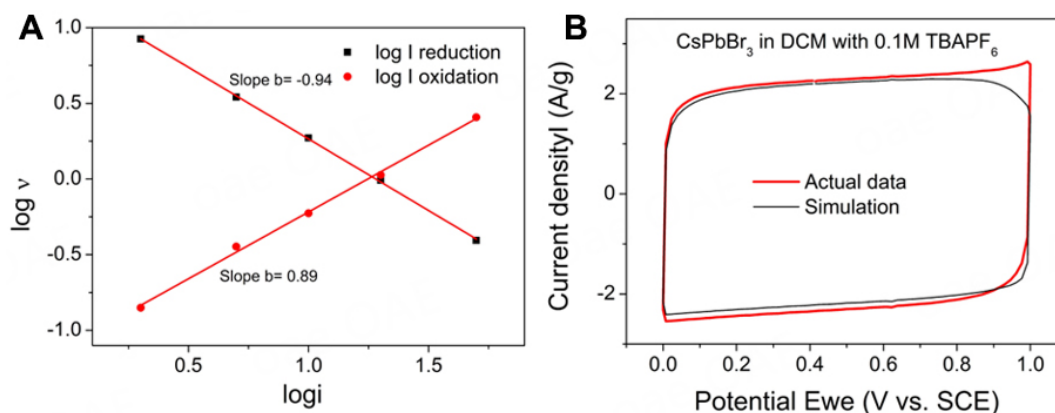 A
log ν
1.0
0.5
0.0
-0.5
-1.0
log I reduction
log I oxidation
Slope b= -0.94
Slope b= 0.89
0.5
1.0
1.5
logi
B
Current densityl (A/g)
2
0
-2
CsPbBr₃ in DCM with 0.1M TBAPF₆
Actual data
Simulation
0.0
0.2
0.4
0.6
0.8
1.0
Potential Ewe (V vs. SCE)